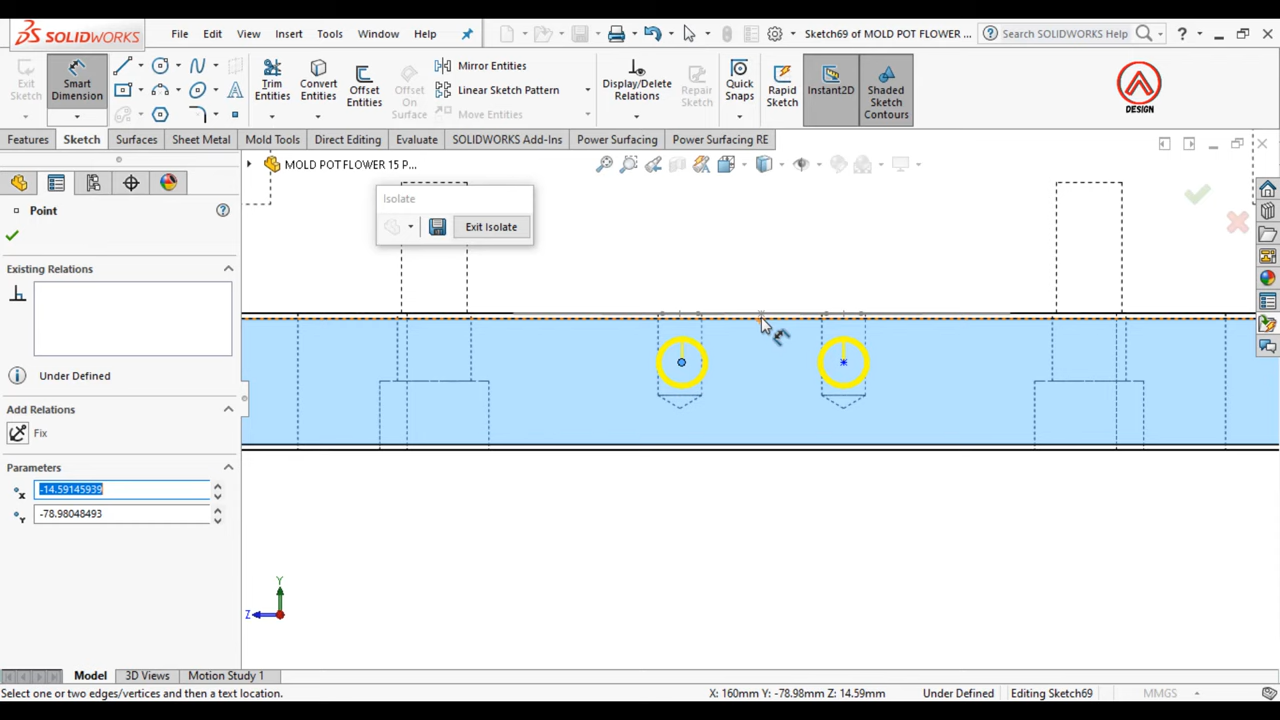 SOLIDWORKS File Edit View Insert Tools Window Sketch69 of MOLD POT FLOWER ... Search SOLIDWORKS Help ?
Exit Sketch Smart Dimension Trim Entities Convert Entities Offset Entities Offset On Surface Mirror Entities Linear Sketch Pattern Move Entities Display/Delete Relations Repair Sketch Quick Snaps Rapid Sketch Instant2D Shaded Sketch Contours DESIGN
Features Sketch Surfaces Sheet Metal Mold Tools Direct Editing Evaluate SOLIDWORKS Add-Ins Power Surfacing Power Surfacing RE
MOLD POT FLOWER 15 P...
Isolate
Exit Isolate
Point
Existing Relations
Under Defined
Add Relations
Fix
Parameters
X -14.59145939
Y -78.98048493
Y
Z
Model 3D Views Motion Study 1
Select one or two edges/vertices and then a text location. X: 160mm Y: -78.98mm Z: 14.59mm Under Defined Editing Sketch69 MMGS